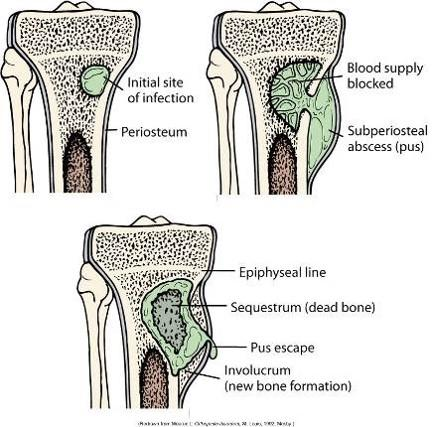 Initial site
of infection
Periosteum
Blood supply
blocked
Subperiosteal
abscess (pus)
Epiphyseal line
Sequestrum (dead bone)
Pus escape
Involucrum
(new bone formation)